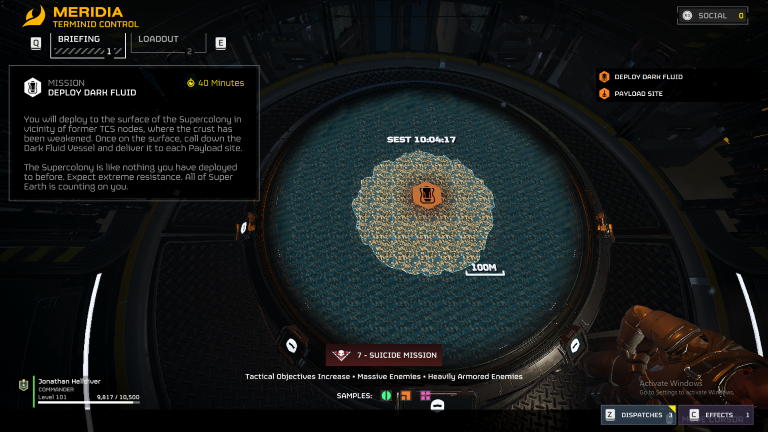 MERIDIA
TERMINID CONTROL
SOCIAL 0
Q
BRIEFING
1
LOADOUT
2
E
MISSION
DEPLOY DARK FLUID
40 Minutes
You will deploy to the surface of the Supercolony in
vicinity of former TCS nodes, where the crust has
been weakened. Once on the surface, call down the
Dark Fluid Vessel and deliver it to each Payload site.
The Supercolony is like nothing you have deployed
to before. Expect extreme resistance. All of Super
Earth is counting on you.
DEPLOY DARK FLUID
PAYLOAD SITE
SEST 10:04:17
100M
7 - SUICIDE MISSION
Tactical Objectives Increase • Massive Enemies • Heavily Armored Enemies
SAMPLES:
Jonathan Helldiver
COMMANDER
Level 101
9,817 / 10,500
Activate Windows
Go to Settings to activate Windows.
Z DISPATCHES 3
C EFFECTS 1
CURSOR